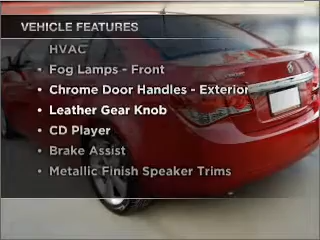 VEHICLE FEATURES
HVAC
• Fog Lamps - Front
• Chrome Door Handles - Exterior
• Leather Gear Knob
• CD Player
• Brake Assist
• Metallic Finish Speaker Trims